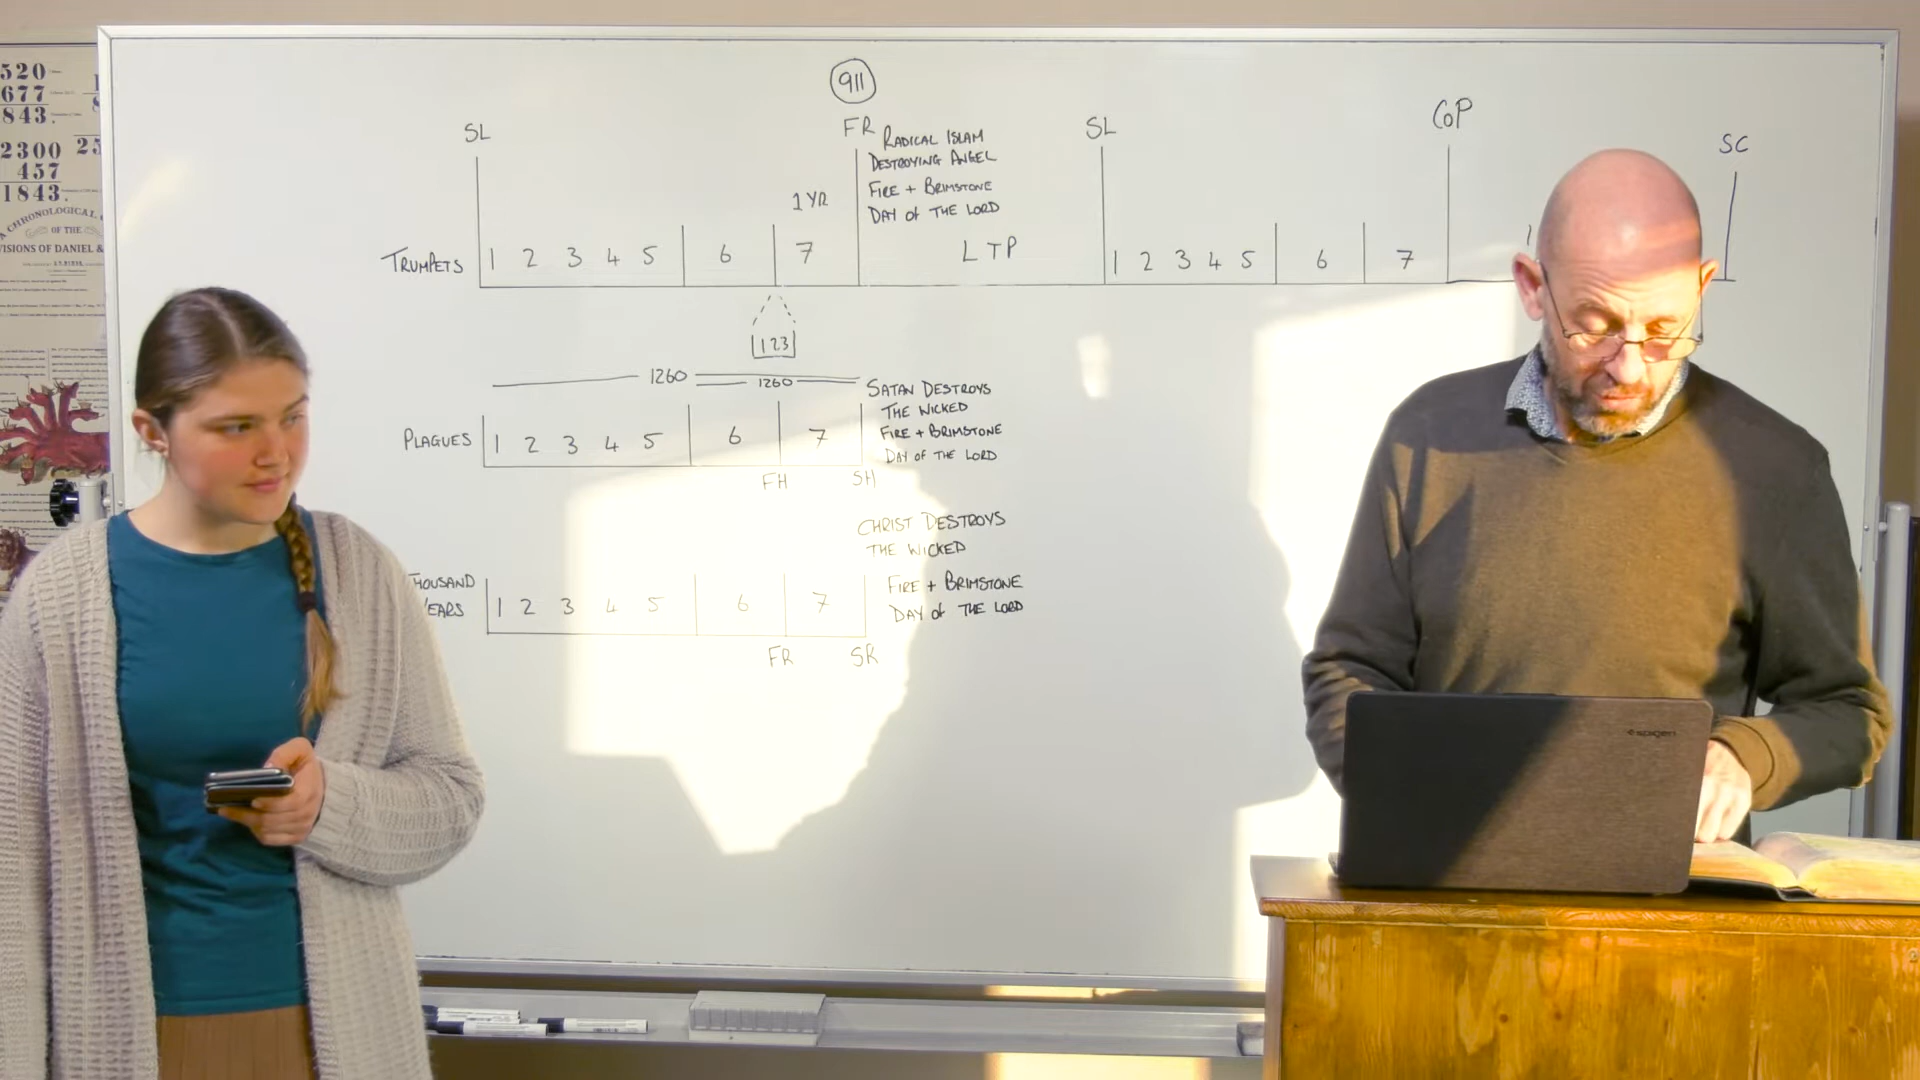 520
677
843.
2300
457
1843.
25
A CHRONOLOGICAL
OF THE
VISIONS OF DANIEL &
911
SL
FR
RADICAL ISLAM
DESTROYING ANGEL
FIRE + BRIMSTONE
DAY of THE LORD
1 YR
SL
CoP
SC
TRUMPETS 1 2 3 4 5 6 7
LTP
1 2 3 4 5 6 7
123
1260
1260
SATAN DESTROYS
THE WICKED
FIRE + BRIMSTONE
DAY of THE LORD
PLAGUES 1 2 3 4 5 6 7
FH SH
CHRIST DESTROYS
THE WICKED
FIRE + BRIMSTONE
DAY of THE LORD
HOUSAND
EARS
1 2 3 4 5 6 7
FR SR
spigen